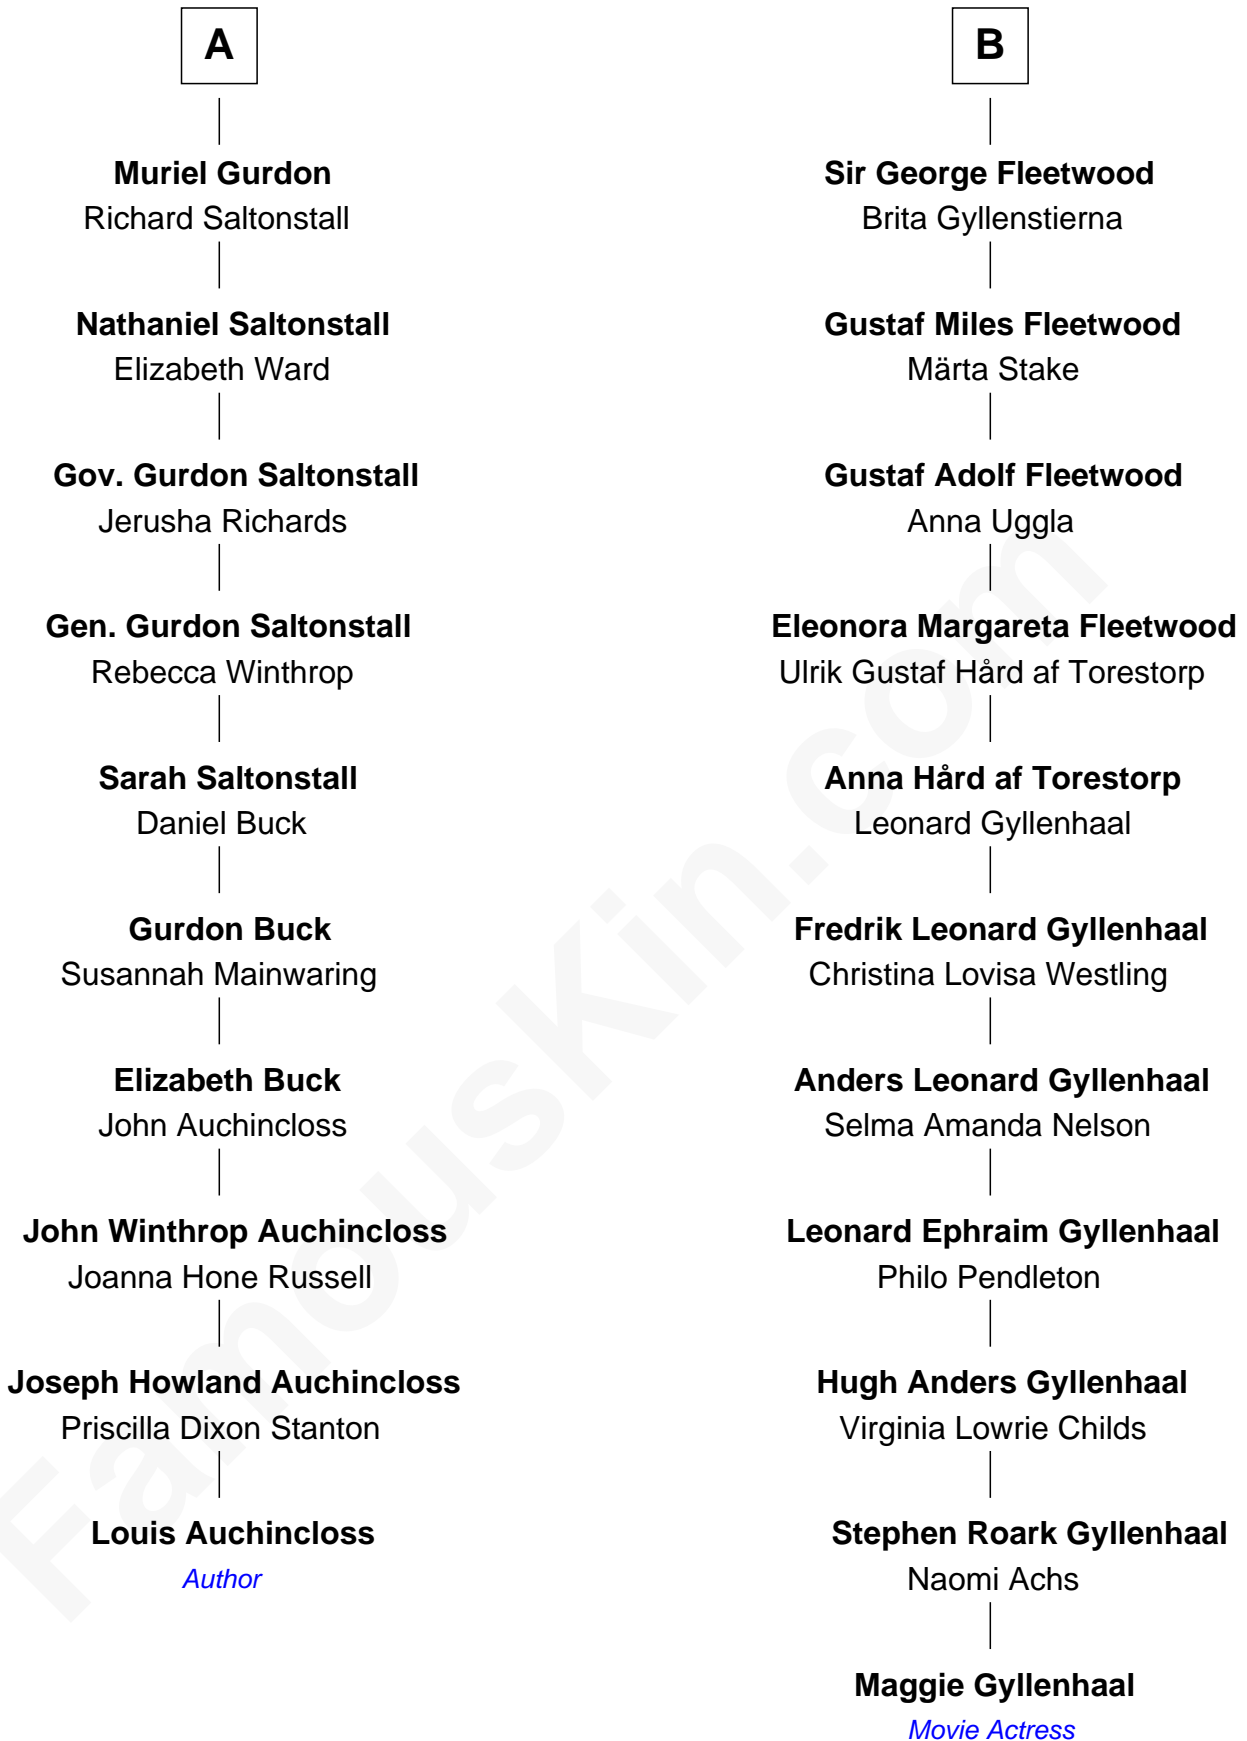 A
Muriel Gurdon
Richard Saltonstall
Nathaniel Saltonstall
Elizabeth Ward
Gov. Gurdon Saltonstall
Jerusha Richards
Gen. Gurdon Saltonstall
Rebecca Winthrop
Sarah Saltonstall
Daniel Buck
Gurdon Buck
Susannah Mainwaring
Elizabeth Buck
John Auchincloss
John Winthrop Auchincloss
Joanna Hone Russell
Joseph Howland Auchincloss
Priscilla Dixon Stanton
Louis Auchincloss
Author
B
Sir George Fleetwood
Brita Gyllenstierna
Gustaf Miles Fleetwood
Märta Stake
Gustaf Adolf Fleetwood
Anna Uggla
Eleonora Margareta Fleetwood
Ulrik Gustaf Hård af Torestorp
Anna Hård af Torestorp
Leonard Gyllenhaal
Fredrik Leonard Gyllenhaal
Christina Lovisa Westling
Anders Leonard Gyllenhaal
Selma Amanda Nelson
Leonard Ephraim Gyllenhaal
Philo Pendleton
Hugh Anders Gyllenhaal
Virginia Lowrie Childs
Stephen Roark Gyllenhaal
Naomi Achs
Maggie Gyllenhaal
Movie Actress
FamousKin.com